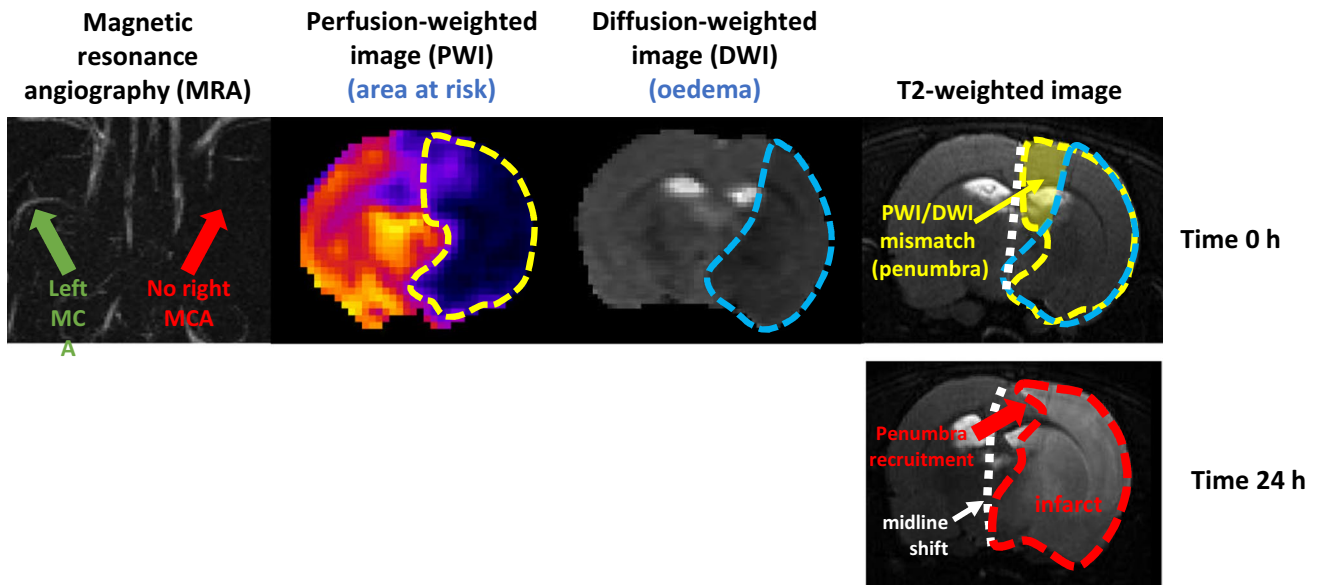 Magnetic
resonance
angiography (MRA)
Perfusion-weighted
image (PWI)
(area at risk)
Diffusion-weighted
image (DWI)
(oedema)
T2-weighted image
Left
MC
A
No right
MCA
PWI/DWI
mismatch
(penumbra)
Time 0 h
Penumbra
recruitment
infarct
midline
shift
Time 24 h